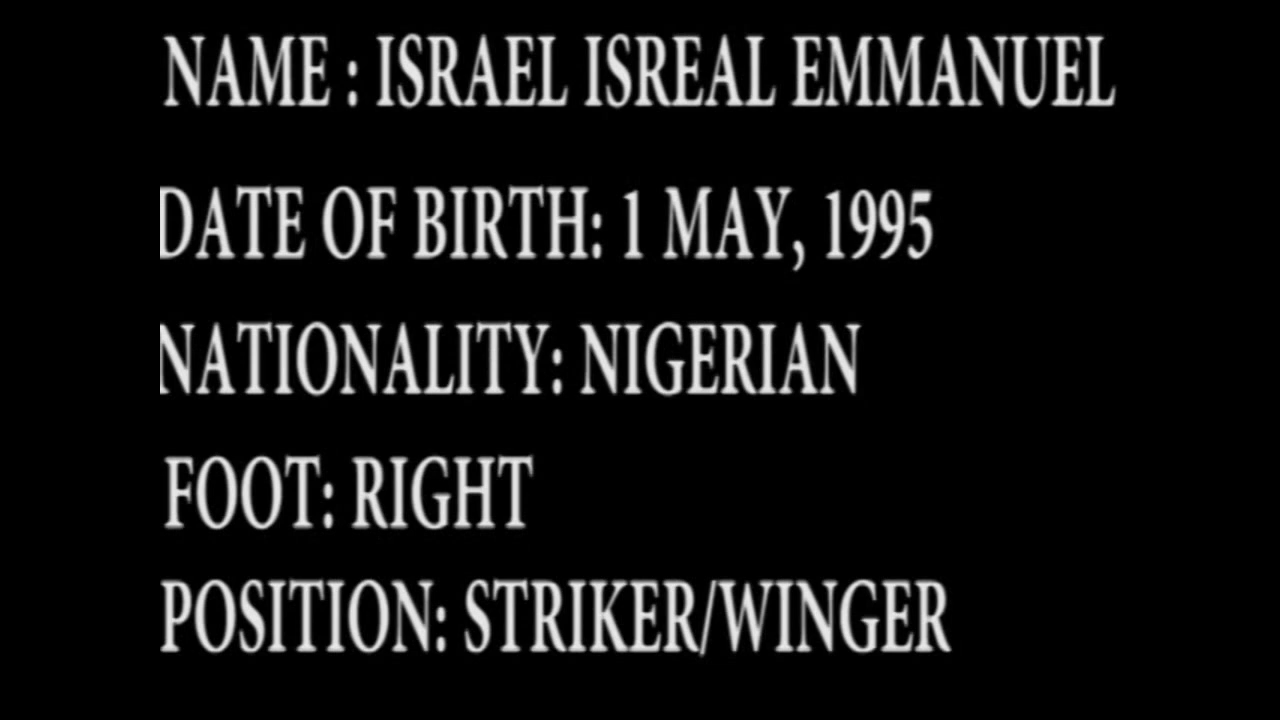 NAME : ISRAEL ISREAL EMMANUEL
DATE OF BIRTH: 1 MAY, 1995
NATIONALITY: NIGERIAN
FOOT: RIGHT
POSITION: STRIKER/WINGER